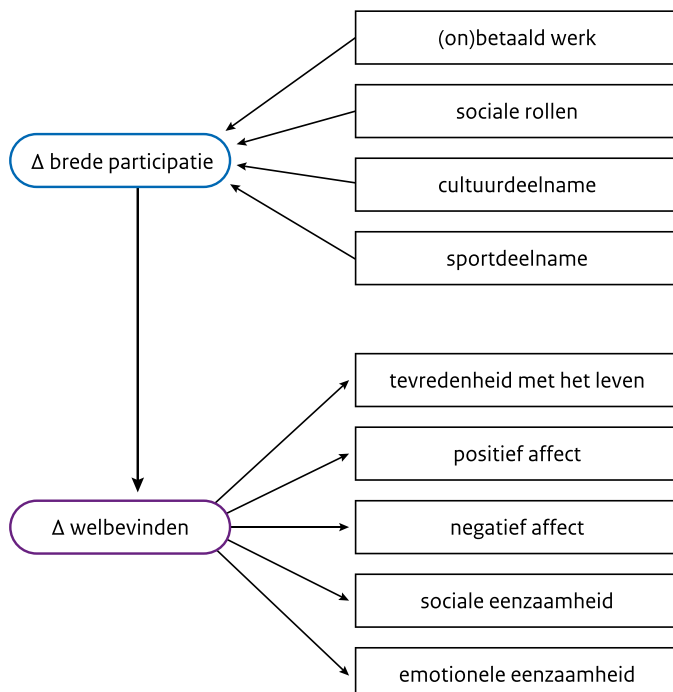 (on)betaald werk
sociale rollen
Δ brede participatie
cultuurdeelname
sportdeelname
tevredenheid met het leven
positief affect
Δ welbevinden
negatief affect
sociale eenzaamheid
emotionele eenzaamheid